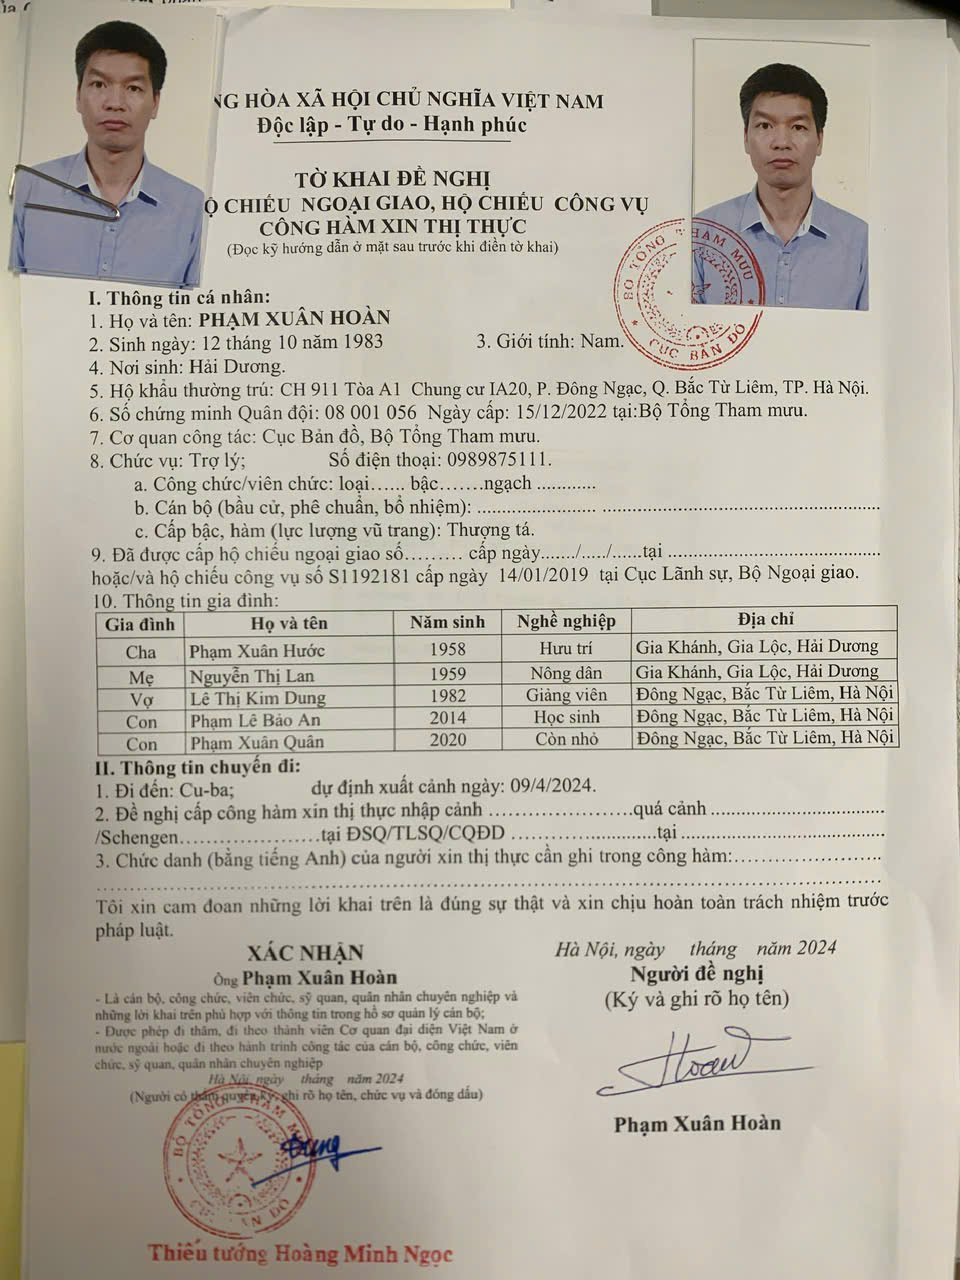 NG HÒA XÃ HỘI CHỦ NGHĨA VIỆT NAM
Độc lập - Tự do - Hạnh phúc
TỜ KHAI ĐỀ NGHỊ
Ộ CHIẾU NGOẠI GIAO, HỘ CHIẾU CÔNG VỤ
CÔNG HÀM XIN THỊ THỰC
(Đọc kỹ hướng dẫn ở mặt sau trước khi điền tờ khai)
BỘ TỔNG THAM MƯU
CỤC BẢN ĐỒ
I. Thông tin cá nhân:
1. Họ và tên: PHẠM XUÂN HOÀN
2. Sinh ngày: 12 tháng 10 năm 1983 3. Giới tính: Nam.
4. Nơi sinh: Hải Dương.
5. Hộ khẩu thường trú: CH 911 Tòa A1 Chung cư IA20, P. Đông Ngạc, Q. Bắc Từ Liêm, TP. Hà Nội.
6. Số chứng minh Quân đội: 08 001 056 Ngày cấp: 15/12/2022 tại:Bộ Tổng Tham mưu.
7. Cơ quan công tác: Cục Bản đồ, Bộ Tổng Tham mưu.
8. Chức vụ: Trợ lý; Số điện thoại: 0989875111.
a. Công chức/viên chức: loại...... bậc.......ngạch ............
b. Cán bộ (bầu cử, phê chuẩn, bổ nhiệm): ..............................
c. Cấp bậc, hàm (lực lượng vũ trang): Thượng tá.
9. Đã được cấp hộ chiếu ngoại giao số......... cấp ngày......./...../......tại ..............................
hoặc/và hộ chiếu công vụ số S1192181 cấp ngày 14/01/2019 tại Cục Lãnh sự, Bộ Ngoại giao.
10. Thông tin gia đình:
Gia đình Họ và tên Năm sinh Nghề nghiệp Địa chỉ
Cha Phạm Xuân Hước 1958 Hưu trí Gia Khánh, Gia Lộc, Hải Dương
Mẹ Nguyễn Thị Lan 1959 Nông dân Gia Khánh, Gia Lộc, Hải Dương
Vợ Lê Thị Kim Dung 1982 Giảng viên Đông Ngạc, Bắc Từ Liêm, Hà Nội
Con Phạm Lê Bảo An 2014 Học sinh Đông Ngạc, Bắc Từ Liêm, Hà Nội
Con Phạm Xuân Quân 2020 Còn nhỏ Đông Ngạc, Bắc Từ Liêm, Hà Nội
II. Thông tin chuyến đi:
1. Đi đến: Cu-ba; dự định xuất cảnh ngày: 09/4/2024.
2. Đề nghị cấp công hàm xin thị thực nhập cảnh ........................quá cảnh ..............................
/Schengen........................tại ĐSQ/TLSQ/CQĐD ........................tại ..............................
3. Chức danh (bằng tiếng Anh) của người xin thị thực cần ghi trong công hàm:........................
Tôi xin cam đoan những lời khai trên là đúng sự thật và xin chịu hoàn toàn trách nhiệm trước
pháp luật.
XÁC NHẬN
Ông Phạm Xuân Hoàn
- Là cán bộ, công chức, viên chức, sỹ quan, quân nhân chuyên nghiệp và
những lời khai trên phù hợp với thông tin trong hồ sơ quản lý cán bộ;
- Được phép đi thăm, đi theo thành viên Cơ quan đại diện Việt Nam ở
nước ngoài hoặc đi theo hành trình công tác của cán bộ, công chức, viên
chức, sỹ quan, quân nhân chuyên nghiệp
Hà Nội, ngày tháng năm 2024
(Người có thẩm quyền ký, ghi rõ họ tên, chức vụ và đóng dấu)
BỘ TỔNG THAM MƯU
CỤC BẢN ĐỒ
Thiếu tướng Hoàng Minh Ngọc
Hà Nội, ngày tháng năm 2024
Người đề nghị
(Ký và ghi rõ họ tên)
Hoàn
Phạm Xuân Hoàn